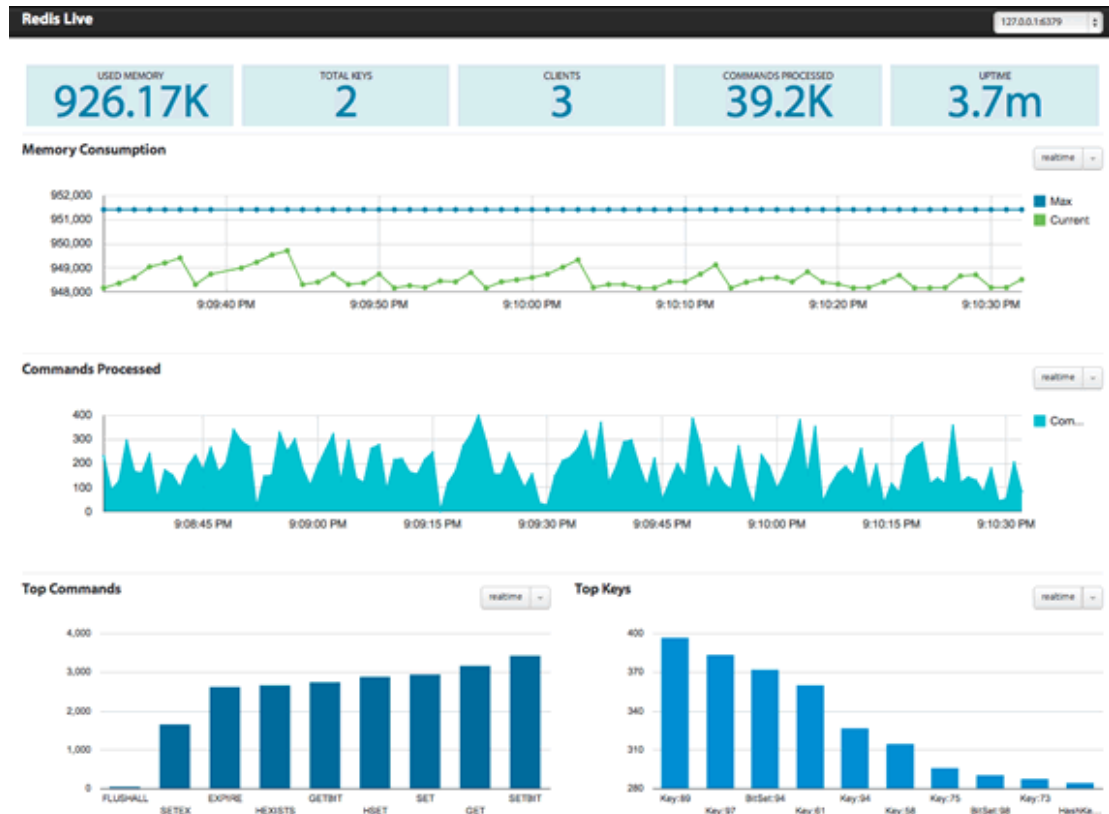 Redis Live
127.0.0.1:6379
USED MEMORY
926.17K
TOTAL KEYS
2
CLIENTS
3
COMMANDS PROCESSED
39.2K
UPTIME
3.7m
Memory Consumption
realtime
952,000
951,000
950,000
949,000
948,000
Max
Current
9:09:40 PM 9:09:50 PM 9:10:00 PM 9:10:10 PM 9:10:20 PM 9:10:30 PM
Commands Processed
realtime
400
300
200
100
0
Com...
9:08:45 PM 9:09:00 PM 9:09:15 PM 9:09:30 PM 9:09:45 PM 9:10:00 PM 9:10:15 PM 9:10:30 PM
Top Commands
realtime
4,000
3,000
2,000
1,000
0
FLUSHALL EXPIRE GETBIT SET SETBIT
SETEX HEXISTS HSET GET
Top Keys
realtime
400
370
340
310
280
Key:89 BitSet:94 Key:94 Key:75 Key:73
Key:97 Key:61 Key:58 BitSet:98 HashKe...